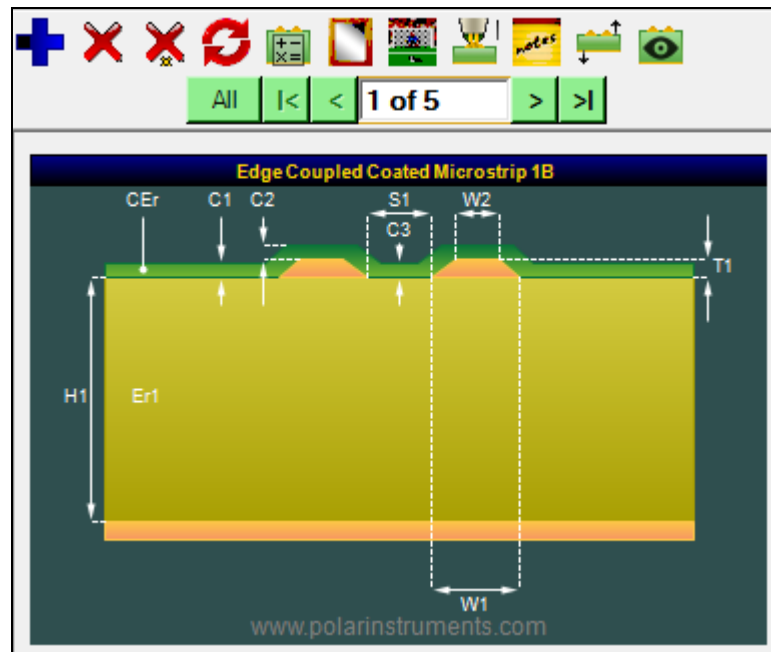 notes
All |< < 1 of 5 > >|
Edge Coupled Coated Microstrip 1B
CEr C1 C2 S1 W2
C3
T1
H1 Er1
W1
www.polarinstruments.com